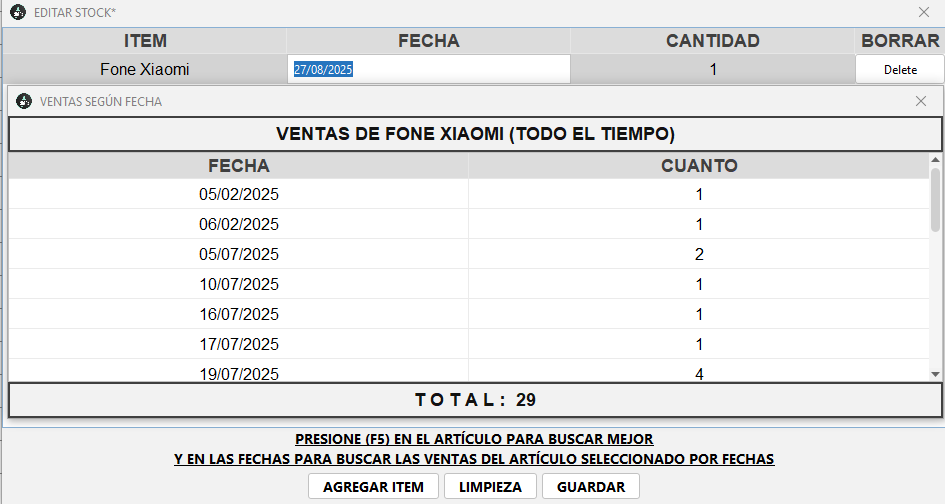 EDITAR STOCK*
ITEM FECHA CANTIDAD BORRAR
Fone Xiaomi 27/08/2025 1 Delete
VENTAS SEGÚN FECHA
VENTAS DE FONE XIAOMI (TODO EL TIEMPO)
FECHA CUANTO
05/02/2025 1
06/02/2025 1
05/07/2025 2
10/07/2025 1
16/07/2025 1
17/07/2025 1
19/07/2025 4
T O T A L : 29
PRESIONE (F5) EN EL ARTÍCULO PARA BUSCAR MEJOR
Y EN LAS FECHAS PARA BUSCAR LAS VENTAS DEL ARTÍCULO SELECCIONADO POR FECHAS
AGREGAR ITEM LIMPIEZA GUARDAR